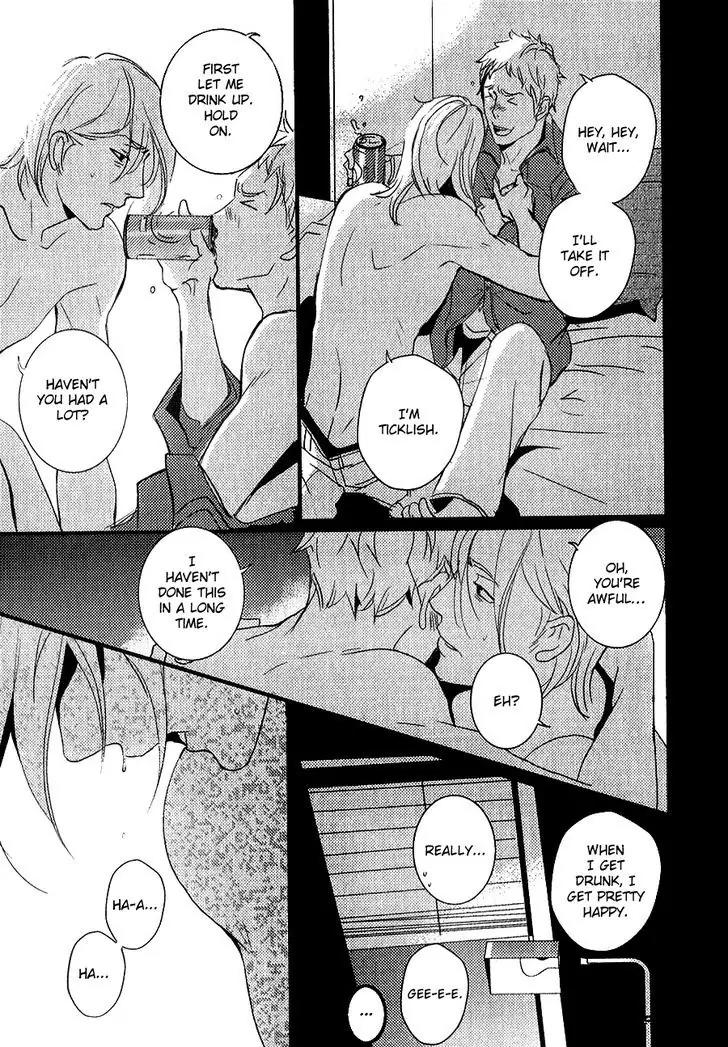 HEY, HEY,
WAIT...
I'LL
TAKE IT
OFF.
I'M
TICKLISH.
FIRST
LET ME
DRINK UP.
HOLD
ON.
HAVEN'T
YOU HAD A
LOT?
OH,
YOU'RE
AWFUL...
EH?
I
HAVEN'T
DONE THIS
IN A LONG
TIME.
WHEN
I GET
DRUNK, I
GET PRETTY
HAPPY.
REALLY...
GEE-E-E.
...
HA-A...
HA...